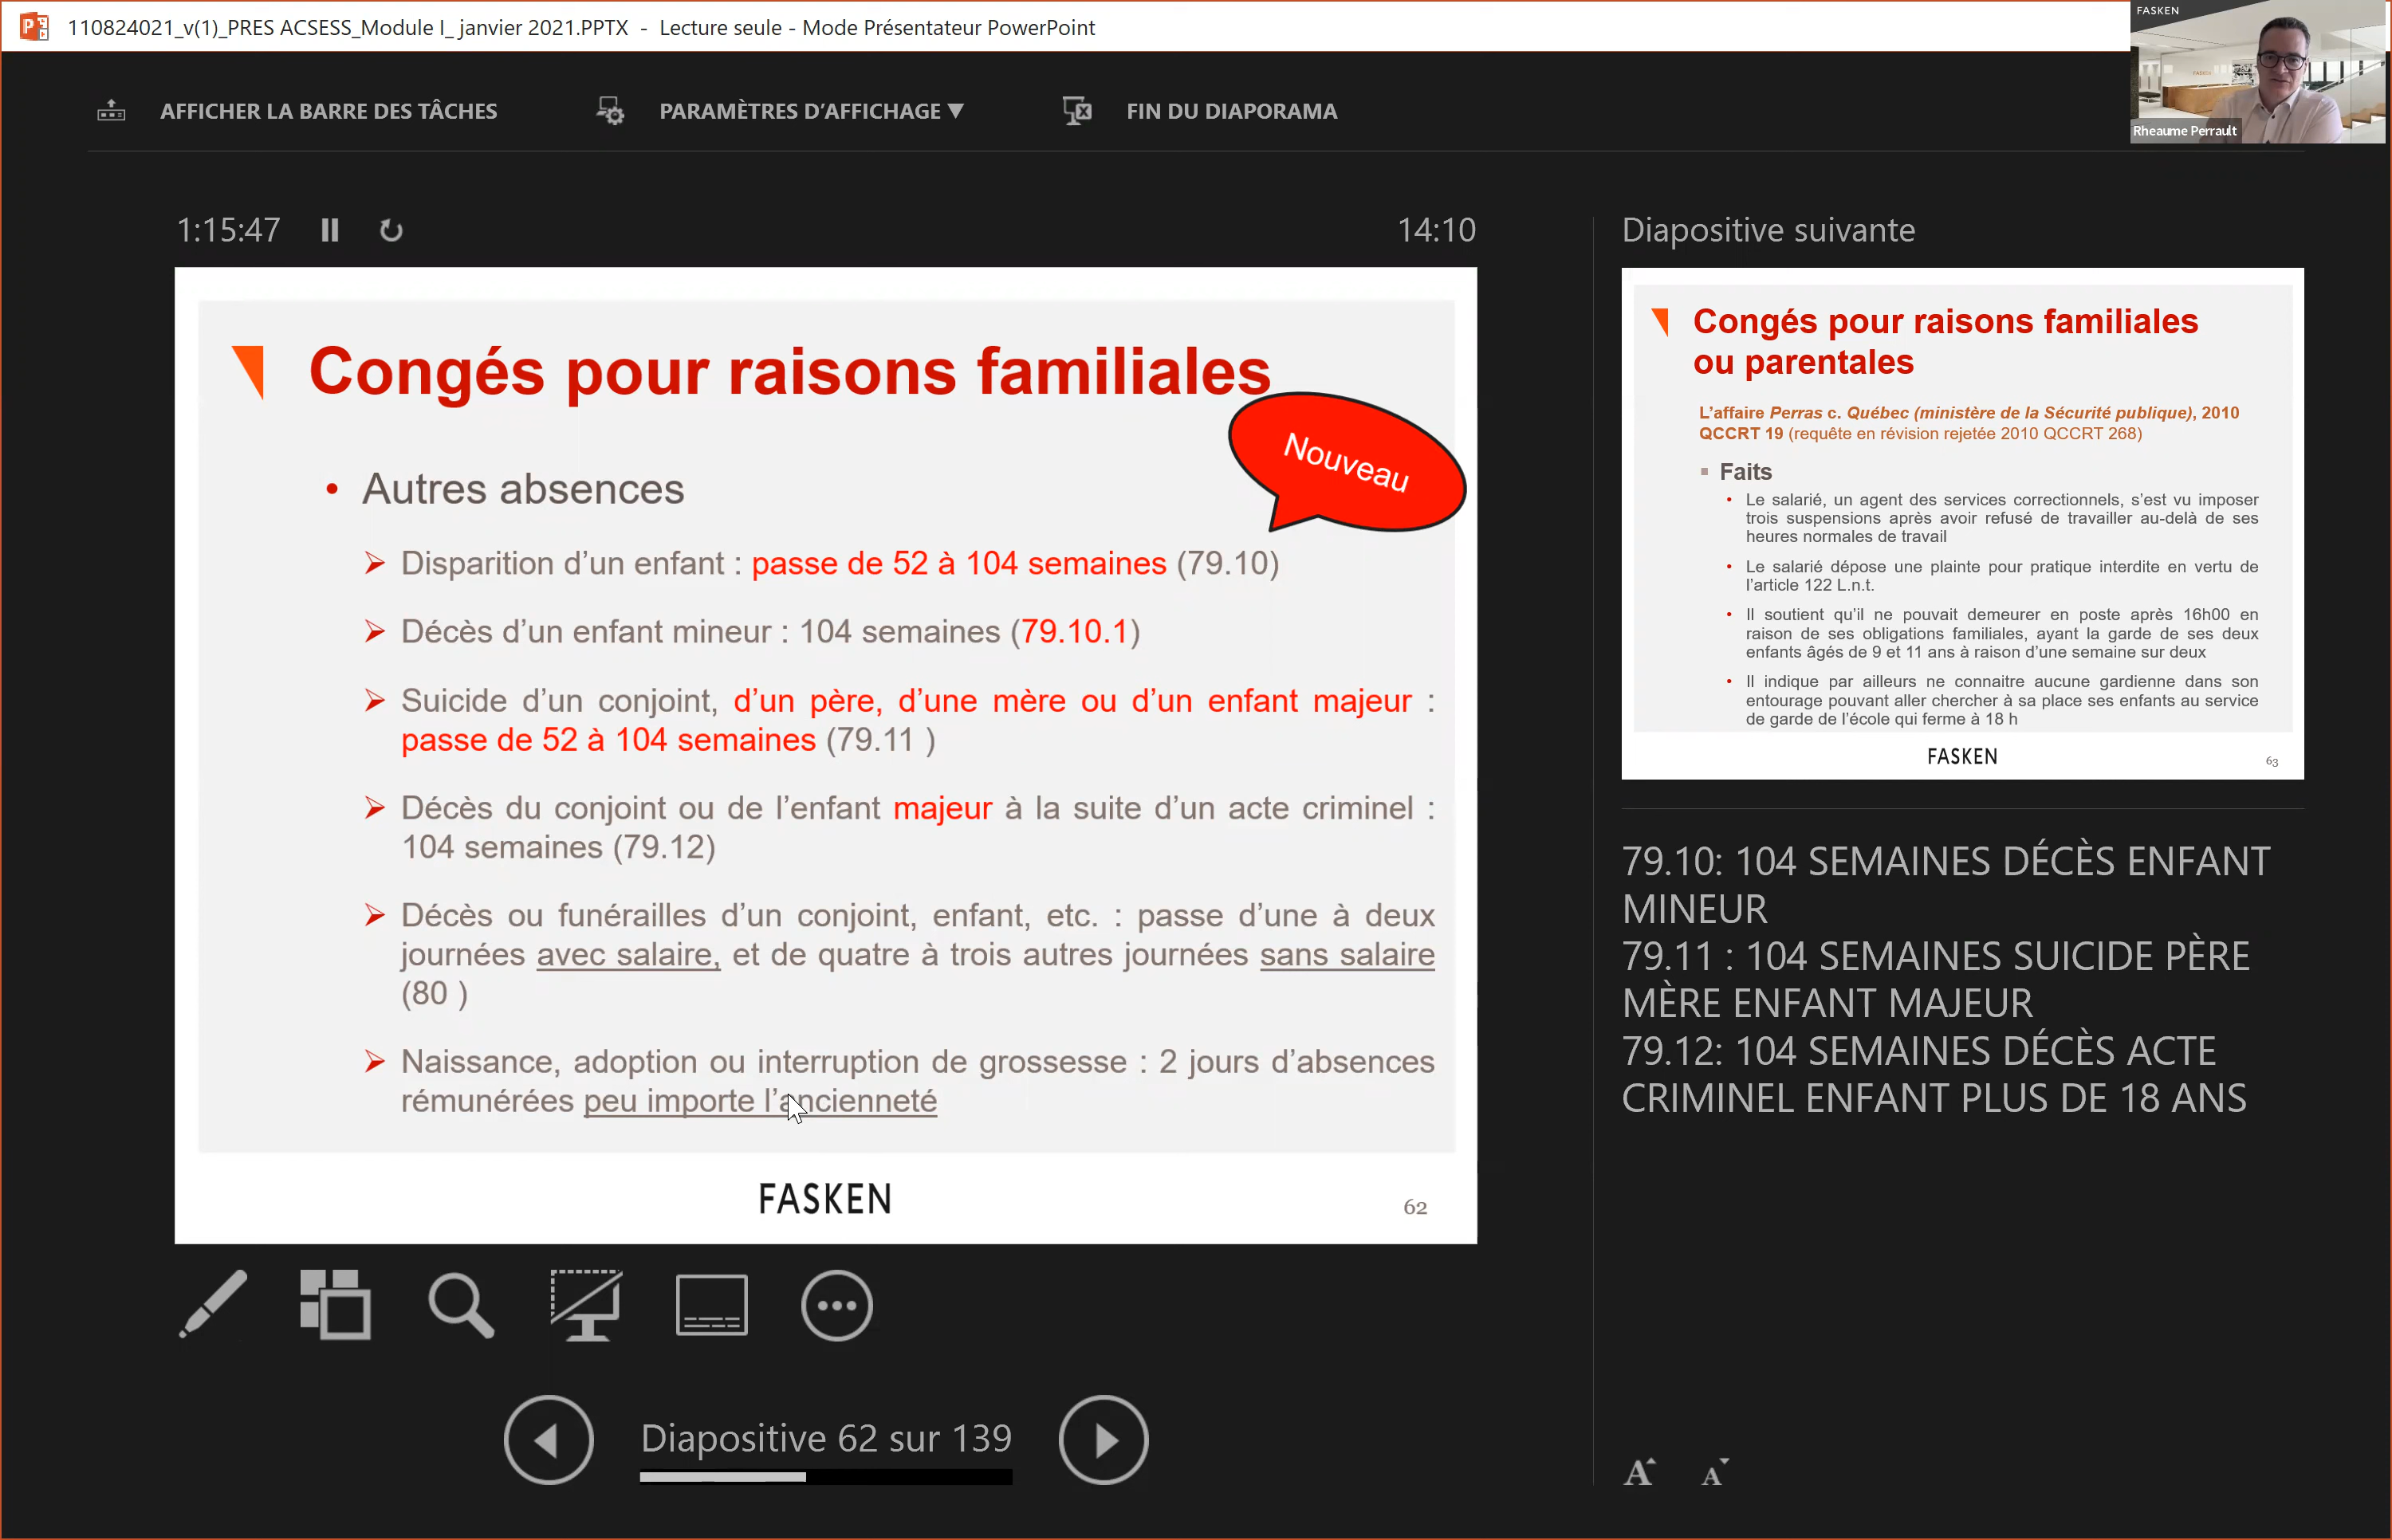 110824021_v(1)_PRES ACSESS_Module I_ janvier 2021.PPTX - Lecture seule - Mode Présentateur PowerPoint
FASKEN
Rheaume Perrault
AFFICHER LA BARRE DES TÂCHES
PARAMÈTRES D'AFFICHAGE ▼
FIN DU DIAPORAMA
1:15:47
14:10
Congés pour raisons familiales
Nouveau
• Autres absences
➢ Disparition d'un enfant : passe de 52 à 104 semaines (79.10)
➢ Décès d'un enfant mineur : 104 semaines (79.10.1)
➢ Suicide d'un conjoint, d'un père, d'une mère ou d'un enfant majeur :
passe de 52 à 104 semaines (79.11 )
➢ Décès du conjoint ou de l'enfant majeur à la suite d'un acte criminel :
104 semaines (79.12)
➢ Décès ou funérailles d'un conjoint, enfant, etc. : passe d'une à deux
journées avec salaire, et de quatre à trois autres journées sans salaire
(80 )
➢ Naissance, adoption ou interruption de grossesse : 2 jours d'absences
rémunérées peu importe l'ancienneté
FASKEN
62
Diapositive 62 sur 139
Diapositive suivante
Congés pour raisons familiales
ou parentales
L'affaire Perras c. Québec (ministère de la Sécurité publique), 2010
QCCRT 19 (requête en révision rejetée 2010 QCCRT 268)
▪ Faits
• Le salarié, un agent des services correctionnels, s'est vu imposer
trois suspensions après avoir refusé de travailler au-delà de ses
heures normales de travail
• Le salarié dépose une plainte pour pratique interdite en vertu de
l'article 122 L.n.t.
• Il soutient qu'il ne pouvait demeurer en poste après 16h00 en
raison de ses obligations familiales, ayant la garde de ses deux
enfants âgés de 9 et 11 ans à raison d'une semaine sur deux
• Il indique par ailleurs ne connaitre aucune gardienne dans son
entourage pouvant aller chercher à sa place ses enfants au service
de garde de l'école qui ferme à 18 h
FASKEN
63
79.10: 104 SEMAINES DÉCÈS ENFANT
MINEUR
79.11 : 104 SEMAINES SUICIDE PÈRE
MÈRE ENFANT MAJEUR
79.12: 104 SEMAINES DÉCÈS ACTE
CRIMINEL ENFANT PLUS DE 18 ANS
A A